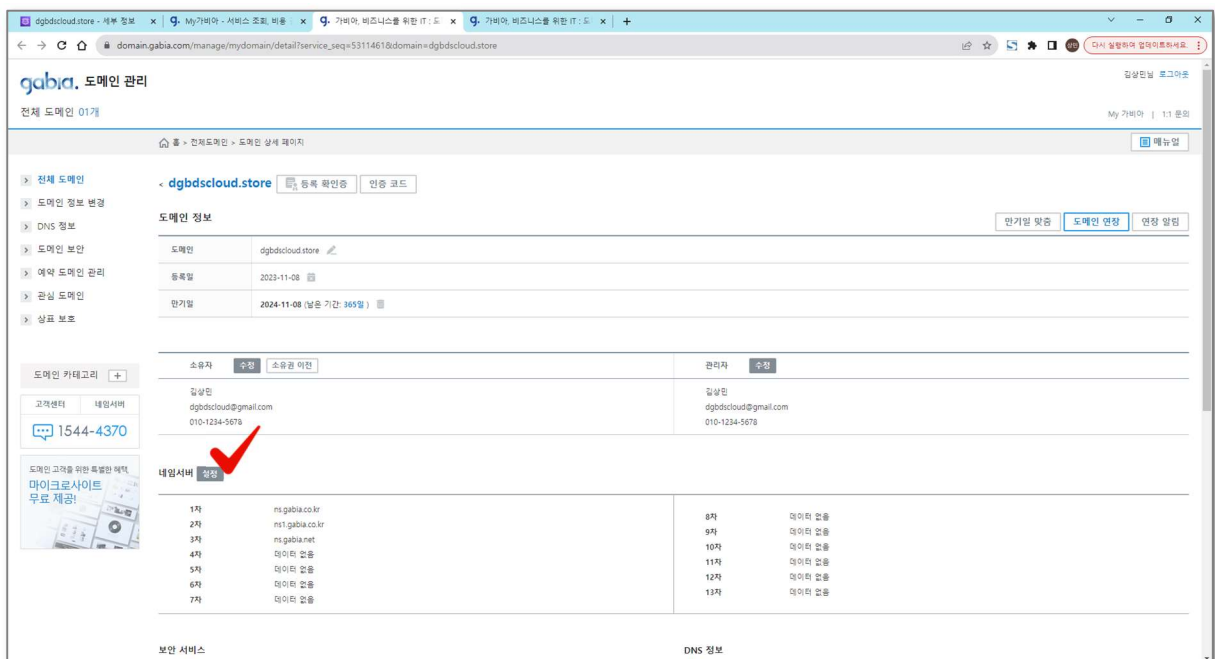 dgbdscloud.store - 세부 정보
My가비아 - 서비스 조회, 비용
가비아, 비즈니스를 위한 IT : 도
가비아, 비즈니스를 위한 IT : 도
domain.gabia.com/manage/mydomain/detail?service_seq=5311461&domain=dgbdscloud.store
상민
다시 실행하여 업데이트하세요.
gabia. 도메인 관리
김상민님 로그아웃
전체 도메인 01개
My 가비아 | 1:1 문의
홈 > 전체도메인 > 도메인 상세 페이지
매뉴얼
전체 도메인
도메인 정보 변경
DNS 정보
도메인 보안
예약 도메인 관리
관심 도메인
상표 보호
도메인 카테고리 +
고객센터 네임서버
1544-4370
도메인 고객을 위한 특별한 혜택,
마이크로사이트
무료 제공!
< dgbdscloud.store 등록 확인증 인증 코드
도메인 정보
만기일 맞춤 도메인 연장 연장 알림
도메인 dgbdscloud.store
등록일 2023-11-08
만기일 2024-11-08 (남은 기간: 365일 )
소유자 수정 소유권 이전
김상민
dgbdscloud@gmail.com
010-1234-5678
관리자 수정
김상민
dgbdscloud@gmail.com
010-1234-5678
네임서버 설정
1차 ns.gabia.co.kr
2차 ns1.gabia.co.kr
3차 ns.gabia.net
4차 데이터 없음
5차 데이터 없음
6차 데이터 없음
7차 데이터 없음
8차 데이터 없음
9차 데이터 없음
10차 데이터 없음
11차 데이터 없음
12차 데이터 없음
13차 데이터 없음
보안 서비스
DNS 정보